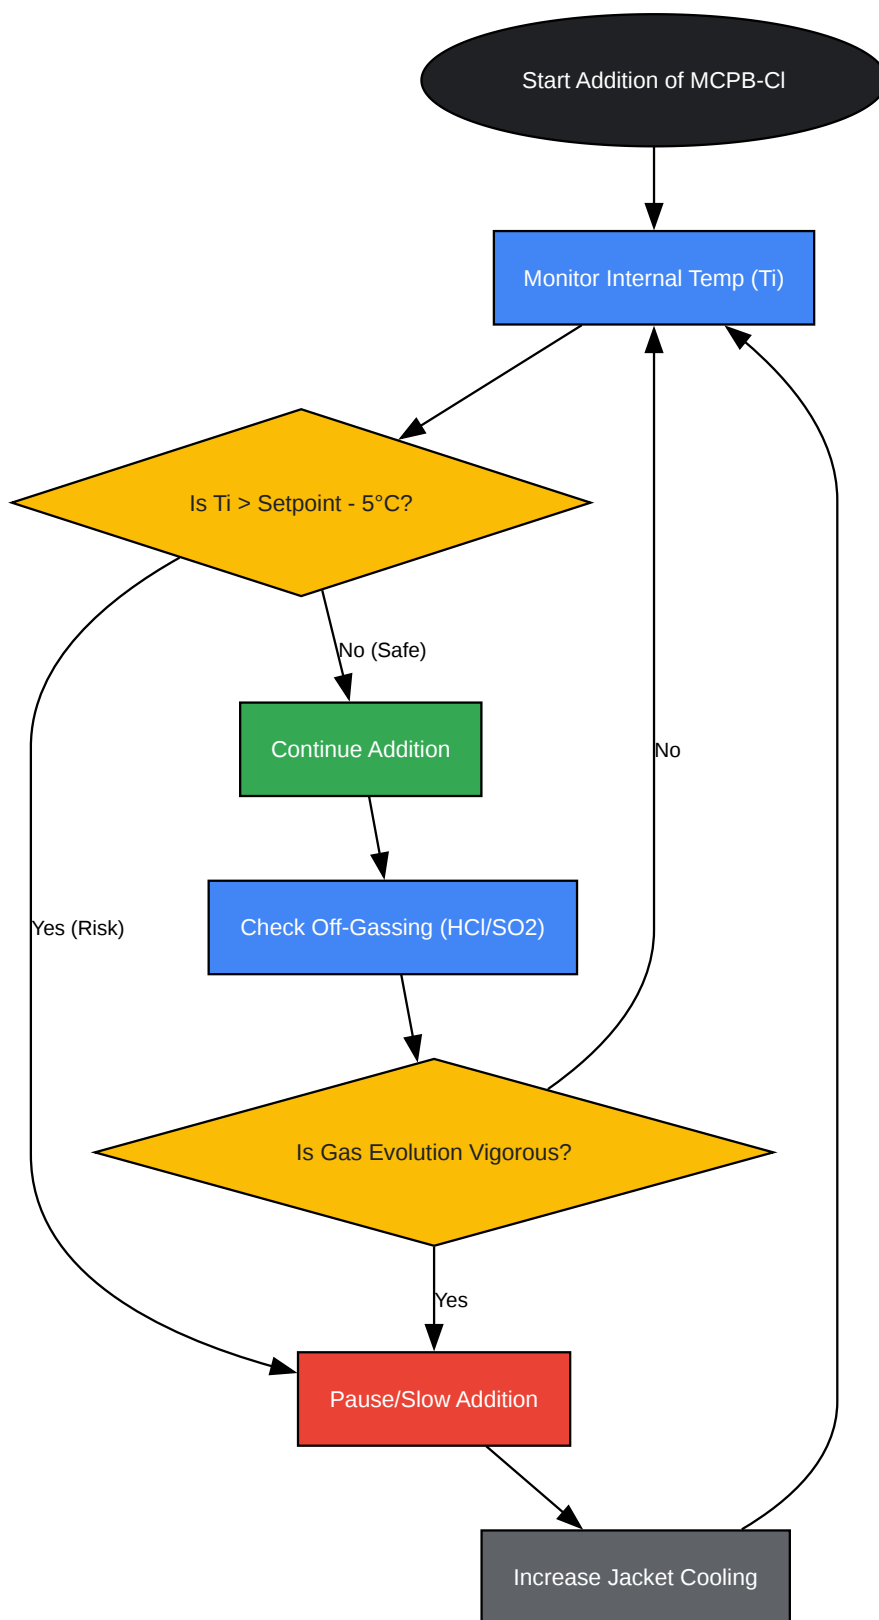 Start Addition of MCPB-Cl
Monitor Internal Temp (Ti)
Is Ti > Setpoint - 5°C?
No (Safe)
Continue Addition
No
Yes (Risk)
Check Off-Gassing (HCl/SO2)
Is Gas Evolution Vigorous?
Yes
Pause/Slow Addition
Increase Jacket Cooling